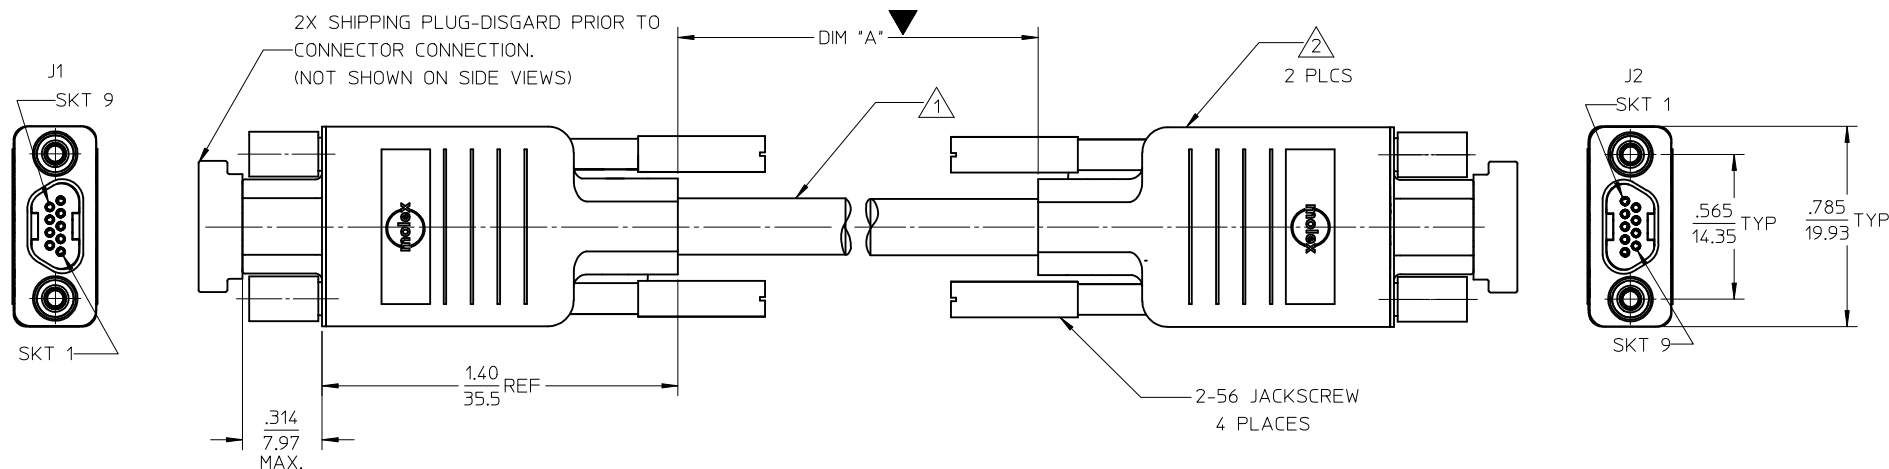 2X SHIPPING PLUG-DISGARD PRIOR TO
CONNECTOR CONNECTION.
(NOT SHOWN ON SIDE VIEWS)
DIM "A"
2
2 PLCS
1
J1
SKT 9
SKT 1
J2
SKT 1
SKT 9
molex
molex
.565
14.35
TYP
.785
19.93
TYP
1.40
35.5
REF
.314
7.97
MAX.
2-56 JACKSCREW
4 PLACES